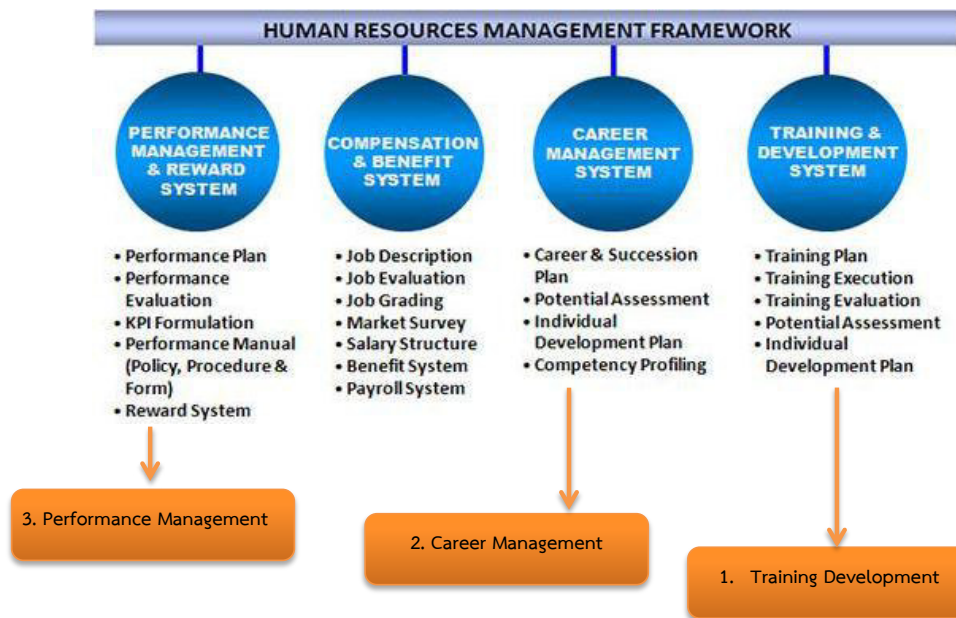 HUMAN RESOURCES MANAGEMENT FRAMEWORK
PERFORMANCE
MANAGEMENT
& REWARD
SYSTEM
• Performance Plan
• Performance
Evaluation
• KPI Formulation
• Performance Manual
(Policy, Procedure &
Form)
• Reward System
COMPENSATION
& BENEFIT
SYSTEM
• Job Description
• Job Evaluation
• Job Grading
• Market Survey
• Salary Structure
• Benefit System
• Payroll System
CAREER
MANAGEMENT
SYSTEM
• Career & Succession
Plan
• Potential Assessment
• Individual
Development Plan
• Competency Profiling
TRAINING &
DEVELOPMENT
SYSTEM
• Training Plan
• Training Execution
• Training Evaluation
• Potential Assessment
• Individual
Development Plan
3. Performance Management
2. Career Management
1. Training Development